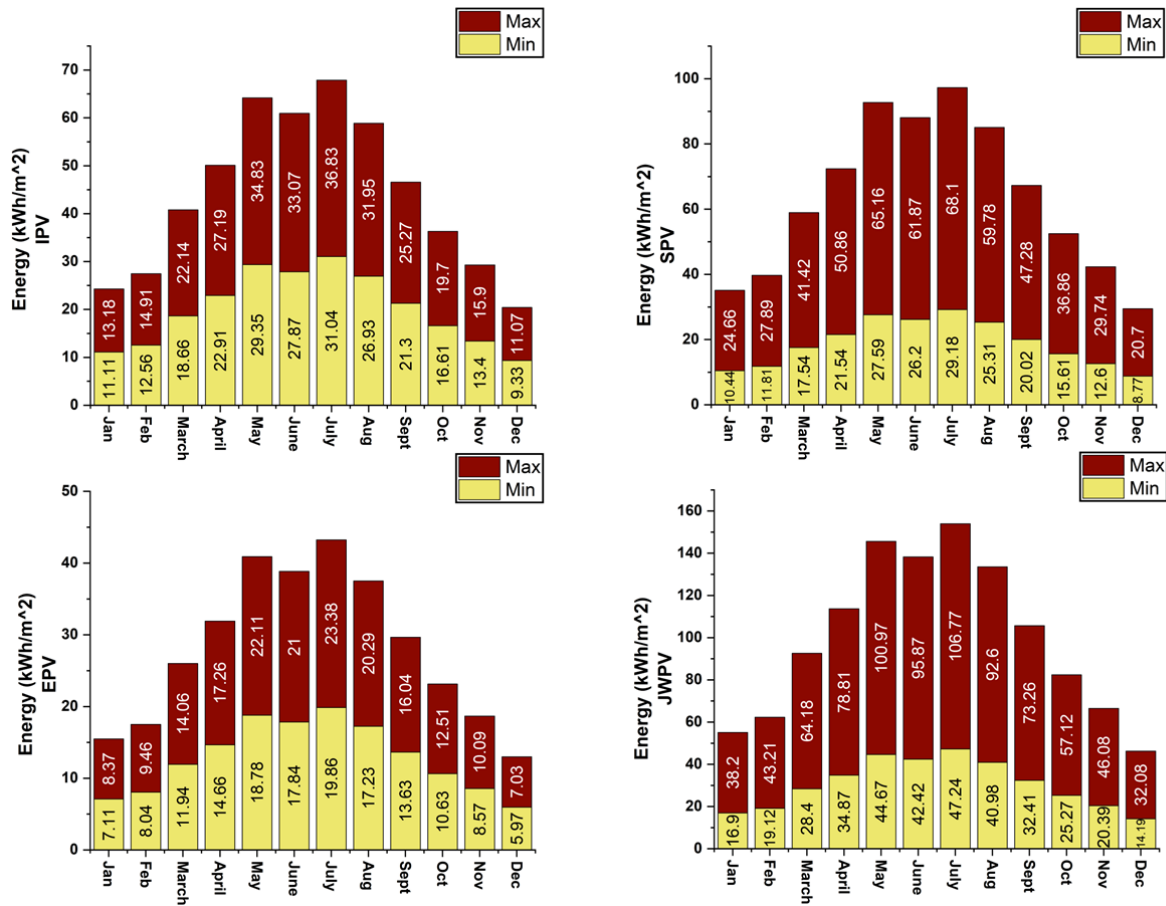 Max
Min
Energy (kWh/m^2)
IPV
70
60
50
40
30
20
10
0
13.18
14.91
22.14
27.19
34.83
33.07
36.83
31.95
25.27
19.7
15.9
11.07
11.11
12.56
18.66
22.91
29.35
27.87
31.04
26.93
21.3
16.61
13.4
9.33
Jan
Feb
March
April
May
June
July
Aug
Sept
Oct
Nov
Dec
Max
Min
Energy (kWh/m^2)
SPV
100
80
60
40
20
0
24.66
27.89
41.42
50.86
65.16
61.87
68.1
59.78
47.28
36.86
29.74
20.7
10.44
11.81
17.54
21.54
27.59
26.2
29.18
25.31
20.02
15.61
12.6
8.77
Jan
Feb
March
April
May
June
July
Aug
Sept
Oct
Nov
Dec
Max
Min
Energy (kWh/m^2)
EPV
50
40
30
20
10
0
8.37
9.46
14.06
17.26
22.11
21
23.38
20.29
16.04
12.51
10.09
7.03
7.11
8.04
11.94
14.66
18.78
17.84
19.86
17.23
13.63
10.63
8.57
5.97
Jan
Feb
March
April
May
June
July
Aug
Sept
Oct
Nov
Dec
Max
Min
Energy (kWh/m^2)
JWPV
160
140
120
100
80
60
40
20
0
38.2
43.21
64.18
78.81
100.97
95.87
106.77
92.6
73.26
57.12
46.08
32.08
16.9
19.12
28.4
34.87
44.67
42.42
47.24
40.98
32.41
25.27
20.39
14.19
Jan
Feb
March
April
May
June
July
Aug
Sept
Oct
Nov
Dec